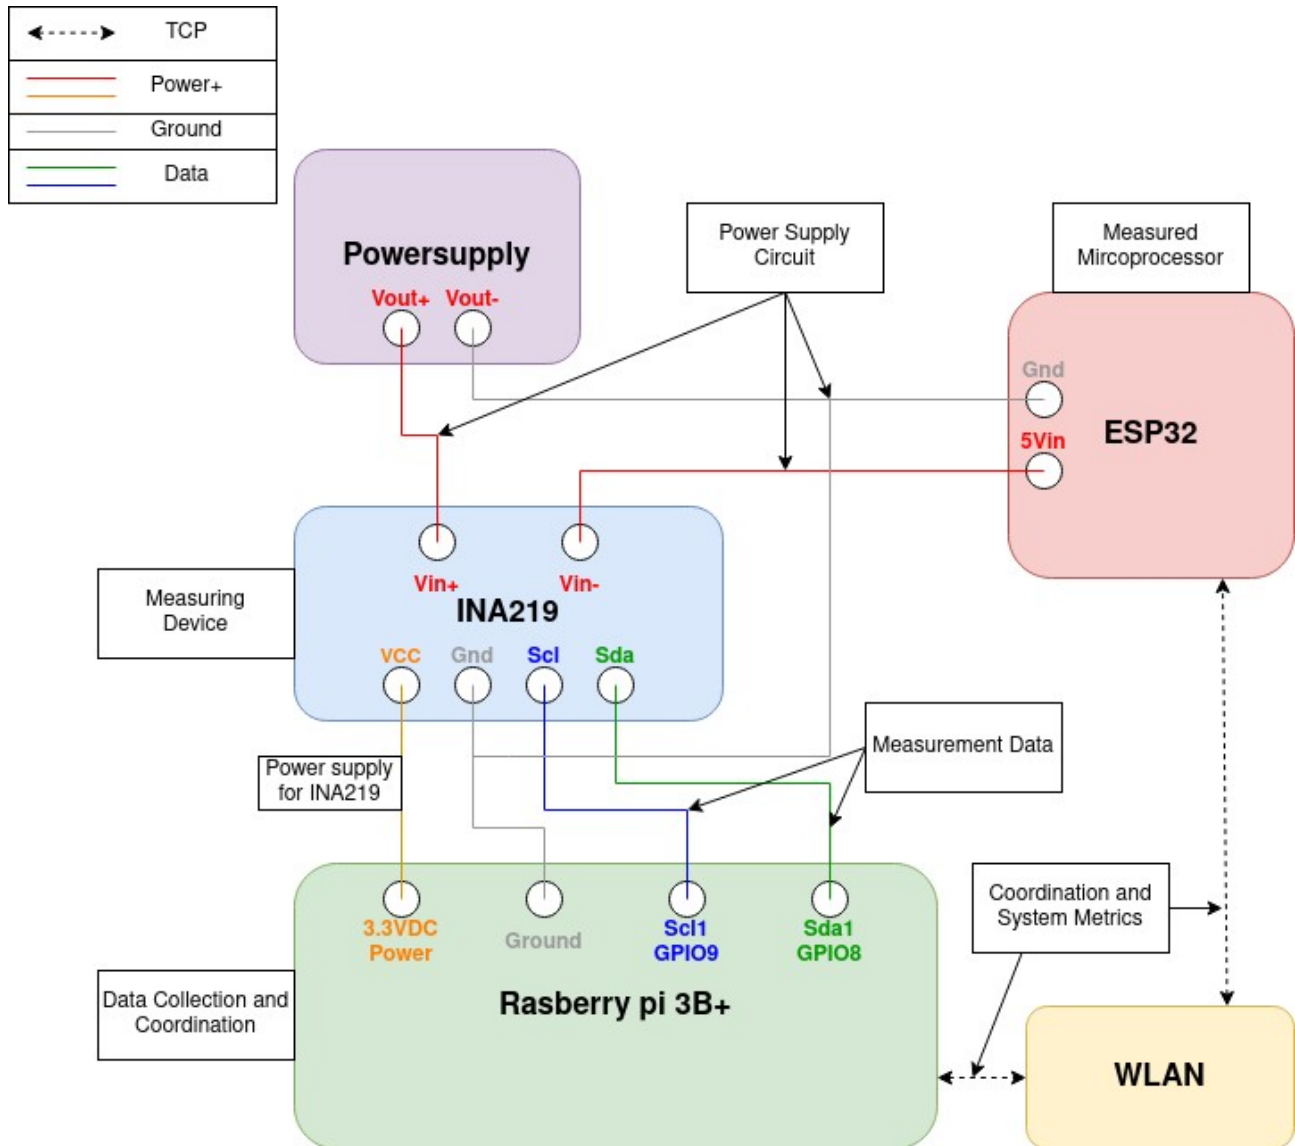 TCP
Power+
Ground
Data
Powersupply
Vout+ Vout-
Power Supply
Circuit
Measured
Mircoprocessor
Gnd
ESP32
5Vin
Measuring
Device
Vin+ Vin-
INA219
VCC Gnd Scl Sda
Power supply
for INA219
Measurement Data
3.3VDC
Power
Ground
Scl1
GPIO9
Sda1
GPIO8
Coordination and
System Metrics
Data Collection and
Coordination
Rasberry pi 3B+
WLAN